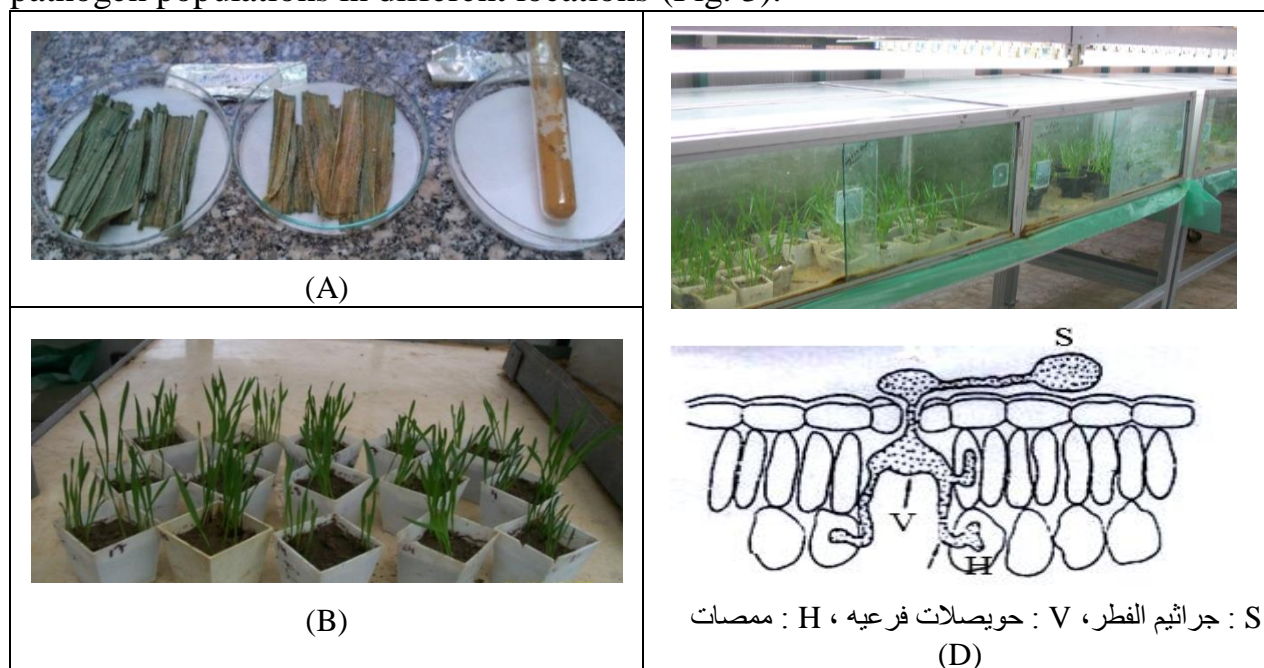 pathogen populations in different locations (Fig. 3).
(A)
(B)
S
V
H
S : جراثيم الفطر، V : حويصلات فرعيه ، H : ممصات
(D)